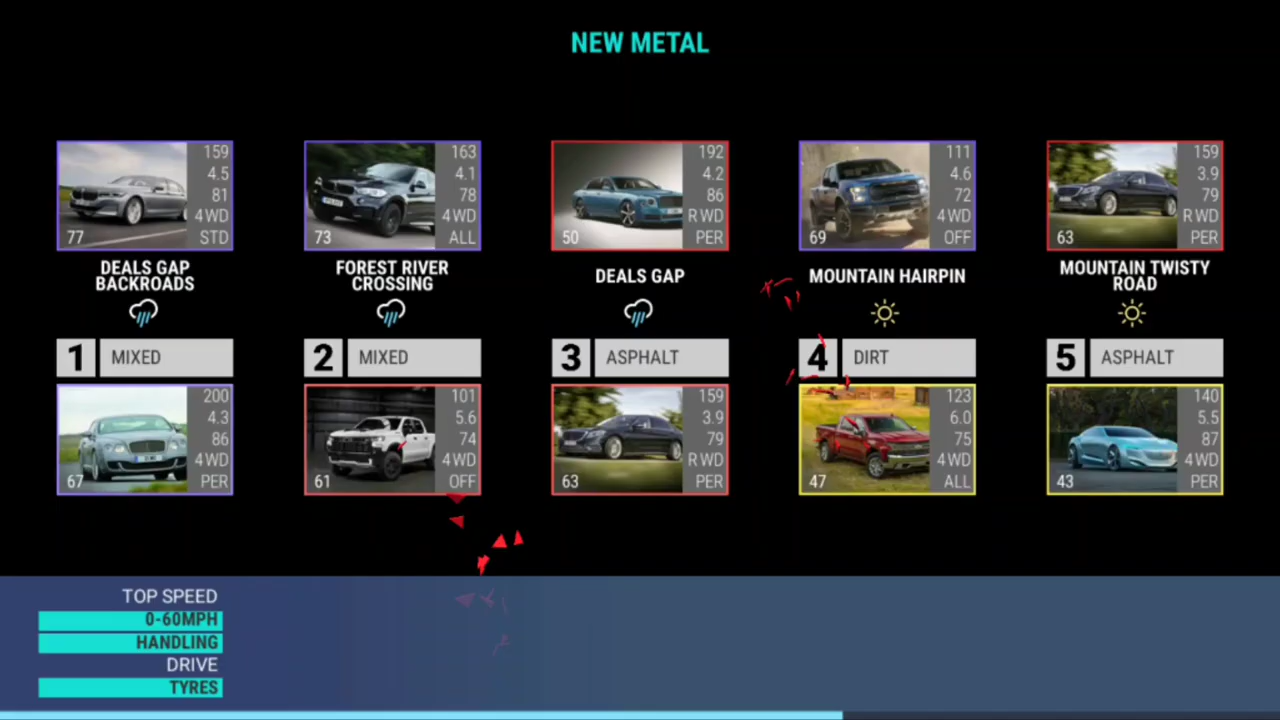 NEW METAL
159
4.5
81
4WD
77 STD
163
4.1
78
4WD
73 ALL
192
4.2
86
RWD
50 PER
111
4.6
72
4WD
69 OFF
159
3.9
79
RWD
63 PER
DEALS GAP
BACKROADS
FOREST RIVER
CROSSING
DEALS GAP
MOUNTAIN HAIRPIN
MOUNTAIN TWISTY
ROAD
1 MIXED
2 MIXED
3 ASPHALT
4 DIRT
5 ASPHALT
200
4.3
86
4WD
67 PER
101
5.6
74
4WD
61 OFF
159
3.9
79
RWD
63 PER
123
6.0
75
4WD
47 ALL
140
5.5
87
4WD
43 PER
TOP SPEED
0-60MPH
HANDLING
DRIVE
TYRES